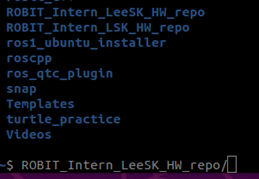 ROBIT_Intern_LeeSK_HW_repo
ROBIT_Intern_LSK_HW_repo
ros1_ubuntu_installer
roscpp
ros_qtc_plugin
snap
Templates
turtle_practice
Videos
~$ ROBIT_Intern_LeeSK_HW_repo/